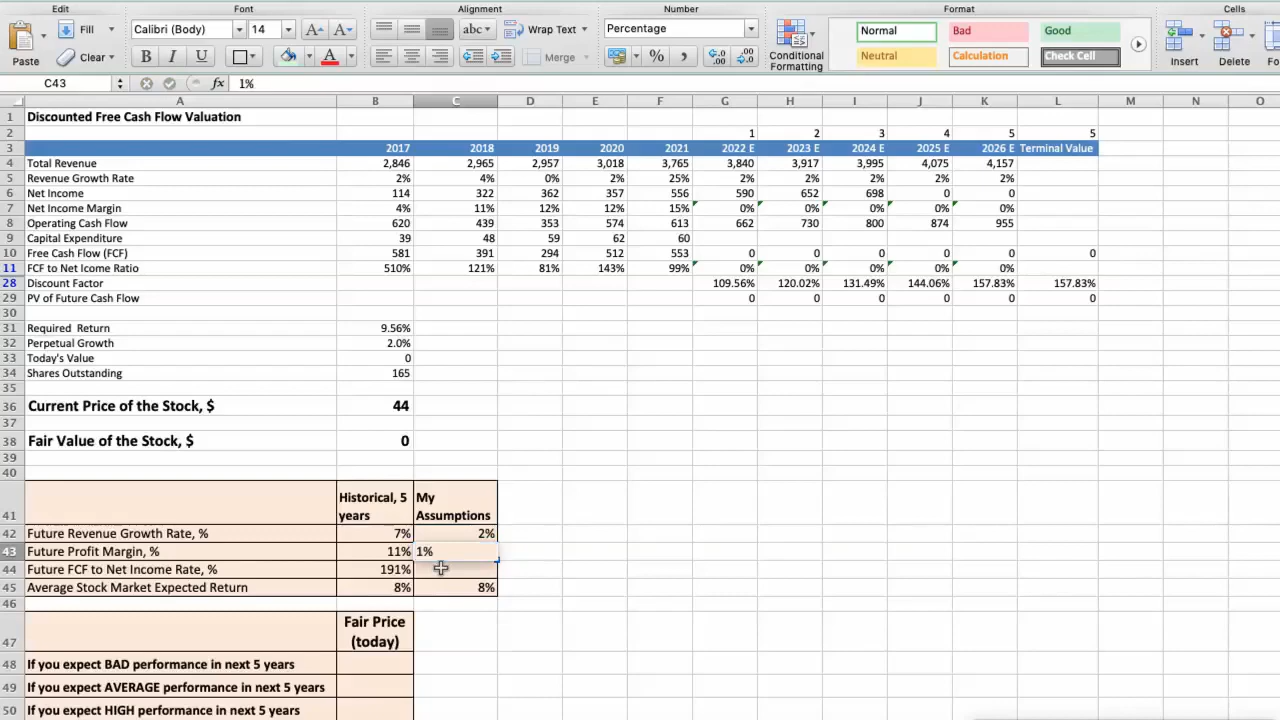 Edit Font Alignment Number Format Cells
Fill Calibri (Body) 14 A A abc Wrap Text Percentage Normal Bad Good
Paste Clear B I U A Merge % , Conditional Formatting Neutral Calculation Check Cell Insert Delete
C43 fx 1%
A B C D E F G H I J K L M N O
1 Discounted Free Cash Flow Valuation
2 1 2 3 4 5 5
3 2017 2018 2019 2020 2021 2022 E 2023 E 2024 E 2025 E 2026 E Terminal Value
4 Total Revenue 2,846 2,965 2,957 3,018 3,765 3,840 3,917 3,995 4,075 4,157
5 Revenue Growth Rate 2% 4% 0% 2% 25% 2% 2% 2% 2% 2%
6 Net Income 114 322 362 357 556 590 652 698 0 0
7 Net Income Margin 4% 11% 12% 12% 15% 0% 0% 0% 0% 0%
8 Operating Cash Flow 620 439 353 574 613 662 730 800 874 955
9 Capital Expenditure 39 48 59 62 60
10 Free Cash Flow (FCF) 581 391 294 512 553 0 0 0 0 0 0
11 FCF to Net Icome Ratio 510% 121% 81% 143% 99% 0% 0% 0% 0% 0%
28 Discount Factor 109.56% 120.02% 131.49% 144.06% 157.83% 157.83%
29 PV of Future Cash Flow 0 0 0 0 0 0
30
31 Required Return 9.56%
32 Perpetual Growth 2.0%
33 Today's Value 0
34 Shares Outstanding 165
35
36 Current Price of the Stock, $ 44
37
38 Fair Value of the Stock, $ 0
39
40
41 Historical, 5 years My Assumptions
42 Future Revenue Growth Rate, % 7% 2%
43 Future Profit Margin, % 11% 1%
44 Future FCF to Net Income Rate, % 191%
45 Average Stock Market Expected Return 8% 8%
46
47 Fair Price (today)
48 If you expect BAD performance in next 5 years
49 If you expect AVERAGE performance in next 5 years
50 If you expect HIGH performance in next 5 years